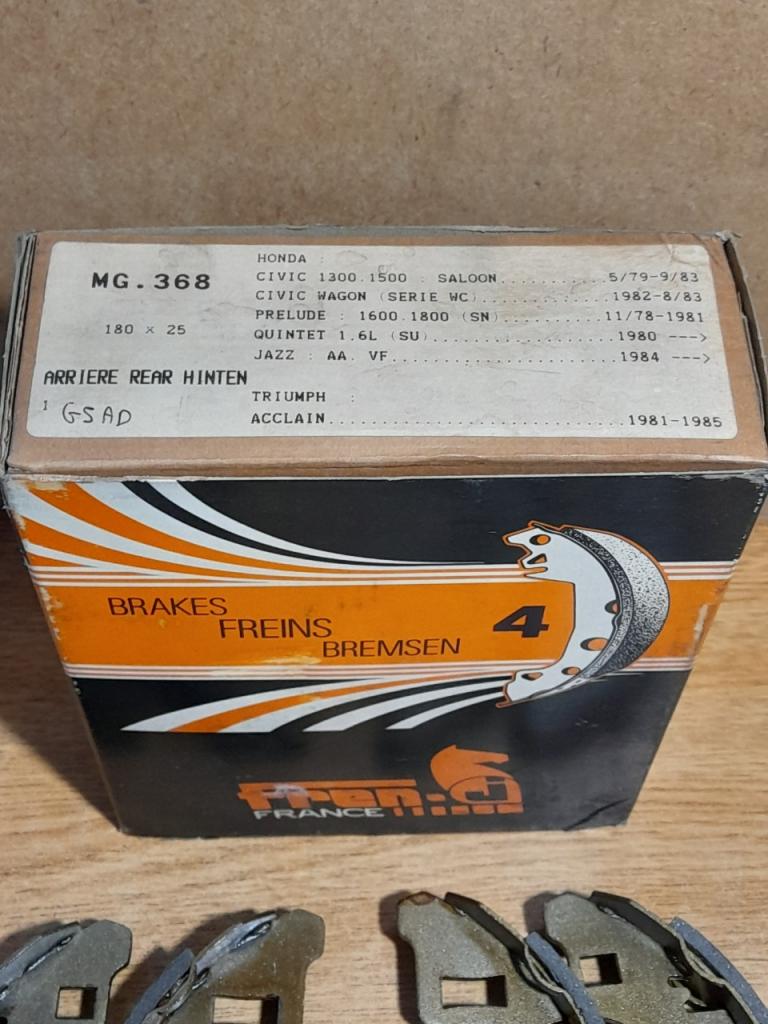 MG.368
180 x 25
ARRIERE REAR HINTEN
1 GSAD
HONDA :
CIVIC 1300.1500 : SALOON...........5/79-9/83
CIVIC WAGON (SERIE WC).............1982-8/83
PRELUDE : 1600.1800 (SN)..........11/78-1981
QUINTET 1.6L (SU)..................1980 --->
JAZZ : AA. VF......................1984 --->
TRIUMPH :
ACCLAIN............................1981-1985
BRAKES
FREINS
BREMSEN
4
fren.d
FRANCE